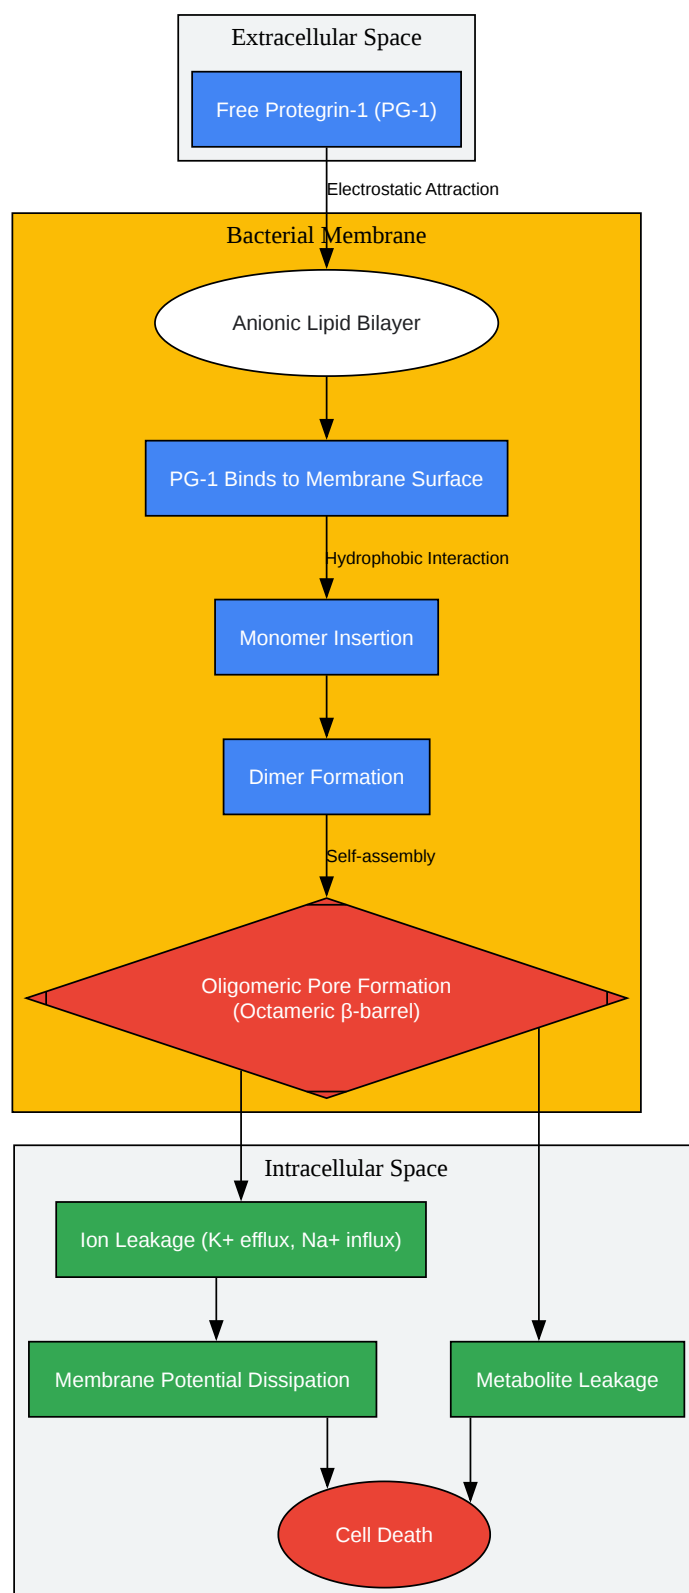 Extracellular Space
Free Protegrin-1 (PG-1)
Electrostatic Attraction
Bacterial Membrane
Anionic Lipid Bilayer
PG-1 Binds to Membrane Surface
Hydrophobic Interaction
Monomer Insertion
Dimer Formation
Self-assembly
Oligomeric Pore Formation
(Octameric β-barrel)
Intracellular Space
Ion Leakage (K+ efflux, Na+ influx)
Membrane Potential Dissipation
Metabolite Leakage
Cell Death